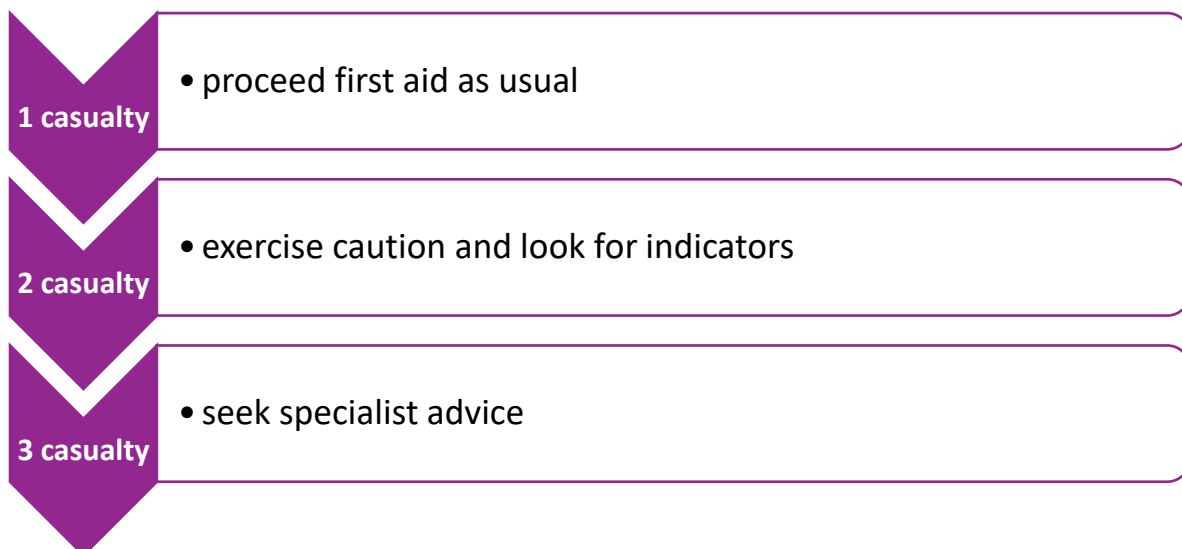 1 casualty
• proceed first aid as usual
2 casualty
• exercise caution and look for indicators
3 casualty
• seek specialist advice